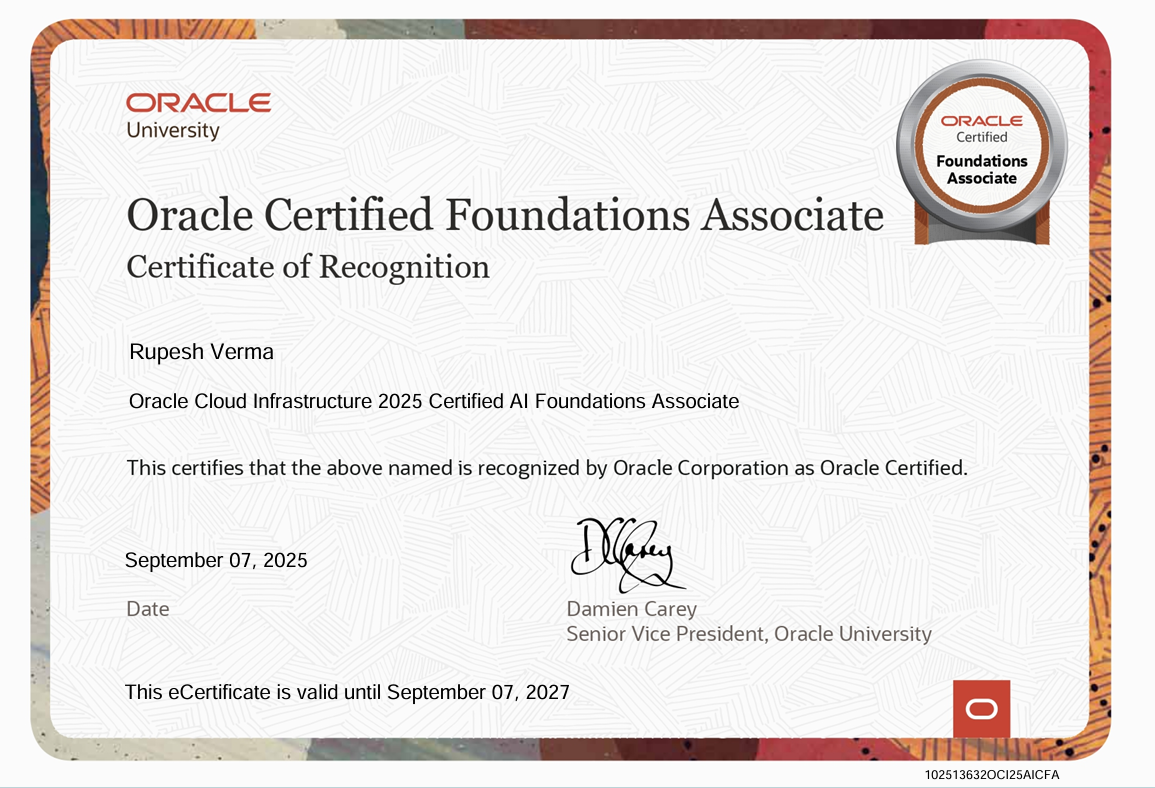 ORACLE
University
ORACLE
Certified
Foundations
Associate
Oracle Certified Foundations Associate
Certificate of Recognition
Rupesh Verma
Oracle Cloud Infrastructure 2025 Certified AI Foundations Associate
This certifies that the above named is recognized by Oracle Corporation as Oracle Certified.
September 07, 2025
Date
DCarey
Damien Carey
Senior Vice President, Oracle University
This eCertificate is valid until September 07, 2027
102513632OCI25AICFA